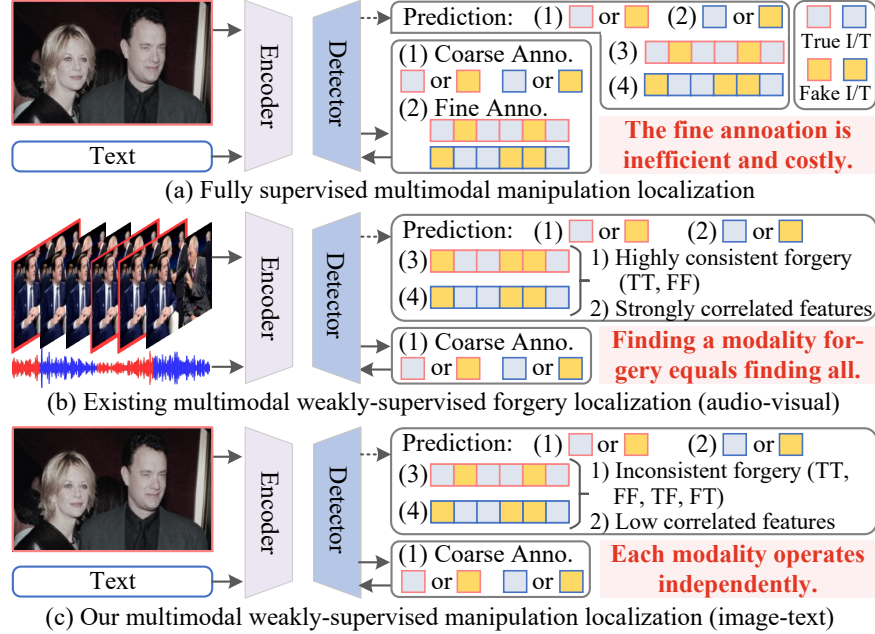 Prediction: (1) or (2) or
(3)
(4)
True I/T
Fake I/T
Encoder
Detector
(1) Coarse Anno.
or or
(2) Fine Anno.
Text
The fine annoation is
inefficient and costly.
(a) Fully supervised multimodal manipulation localization
Encoder
Detector
Prediction: (1) or (2) or
(3)
(4)
1) Highly consistent forgery
(TT, FF)
2) Strongly correlated features
(1) Coarse Anno.
or or
Finding a modality for-
gery equals finding all.
(b) Existing multimodal weakly-supervised forgery localization (audio-visual)
Encoder
Detector
Prediction: (1) or (2) or
(3)
(4)
1) Inconsistent forgery (TT,
FF, TF, FT)
2) Low correlated features
Text
(1) Coarse Anno.
or or
Each modality operates
independently.
(c) Our multimodal weakly-supervised manipulation localization (image-text)